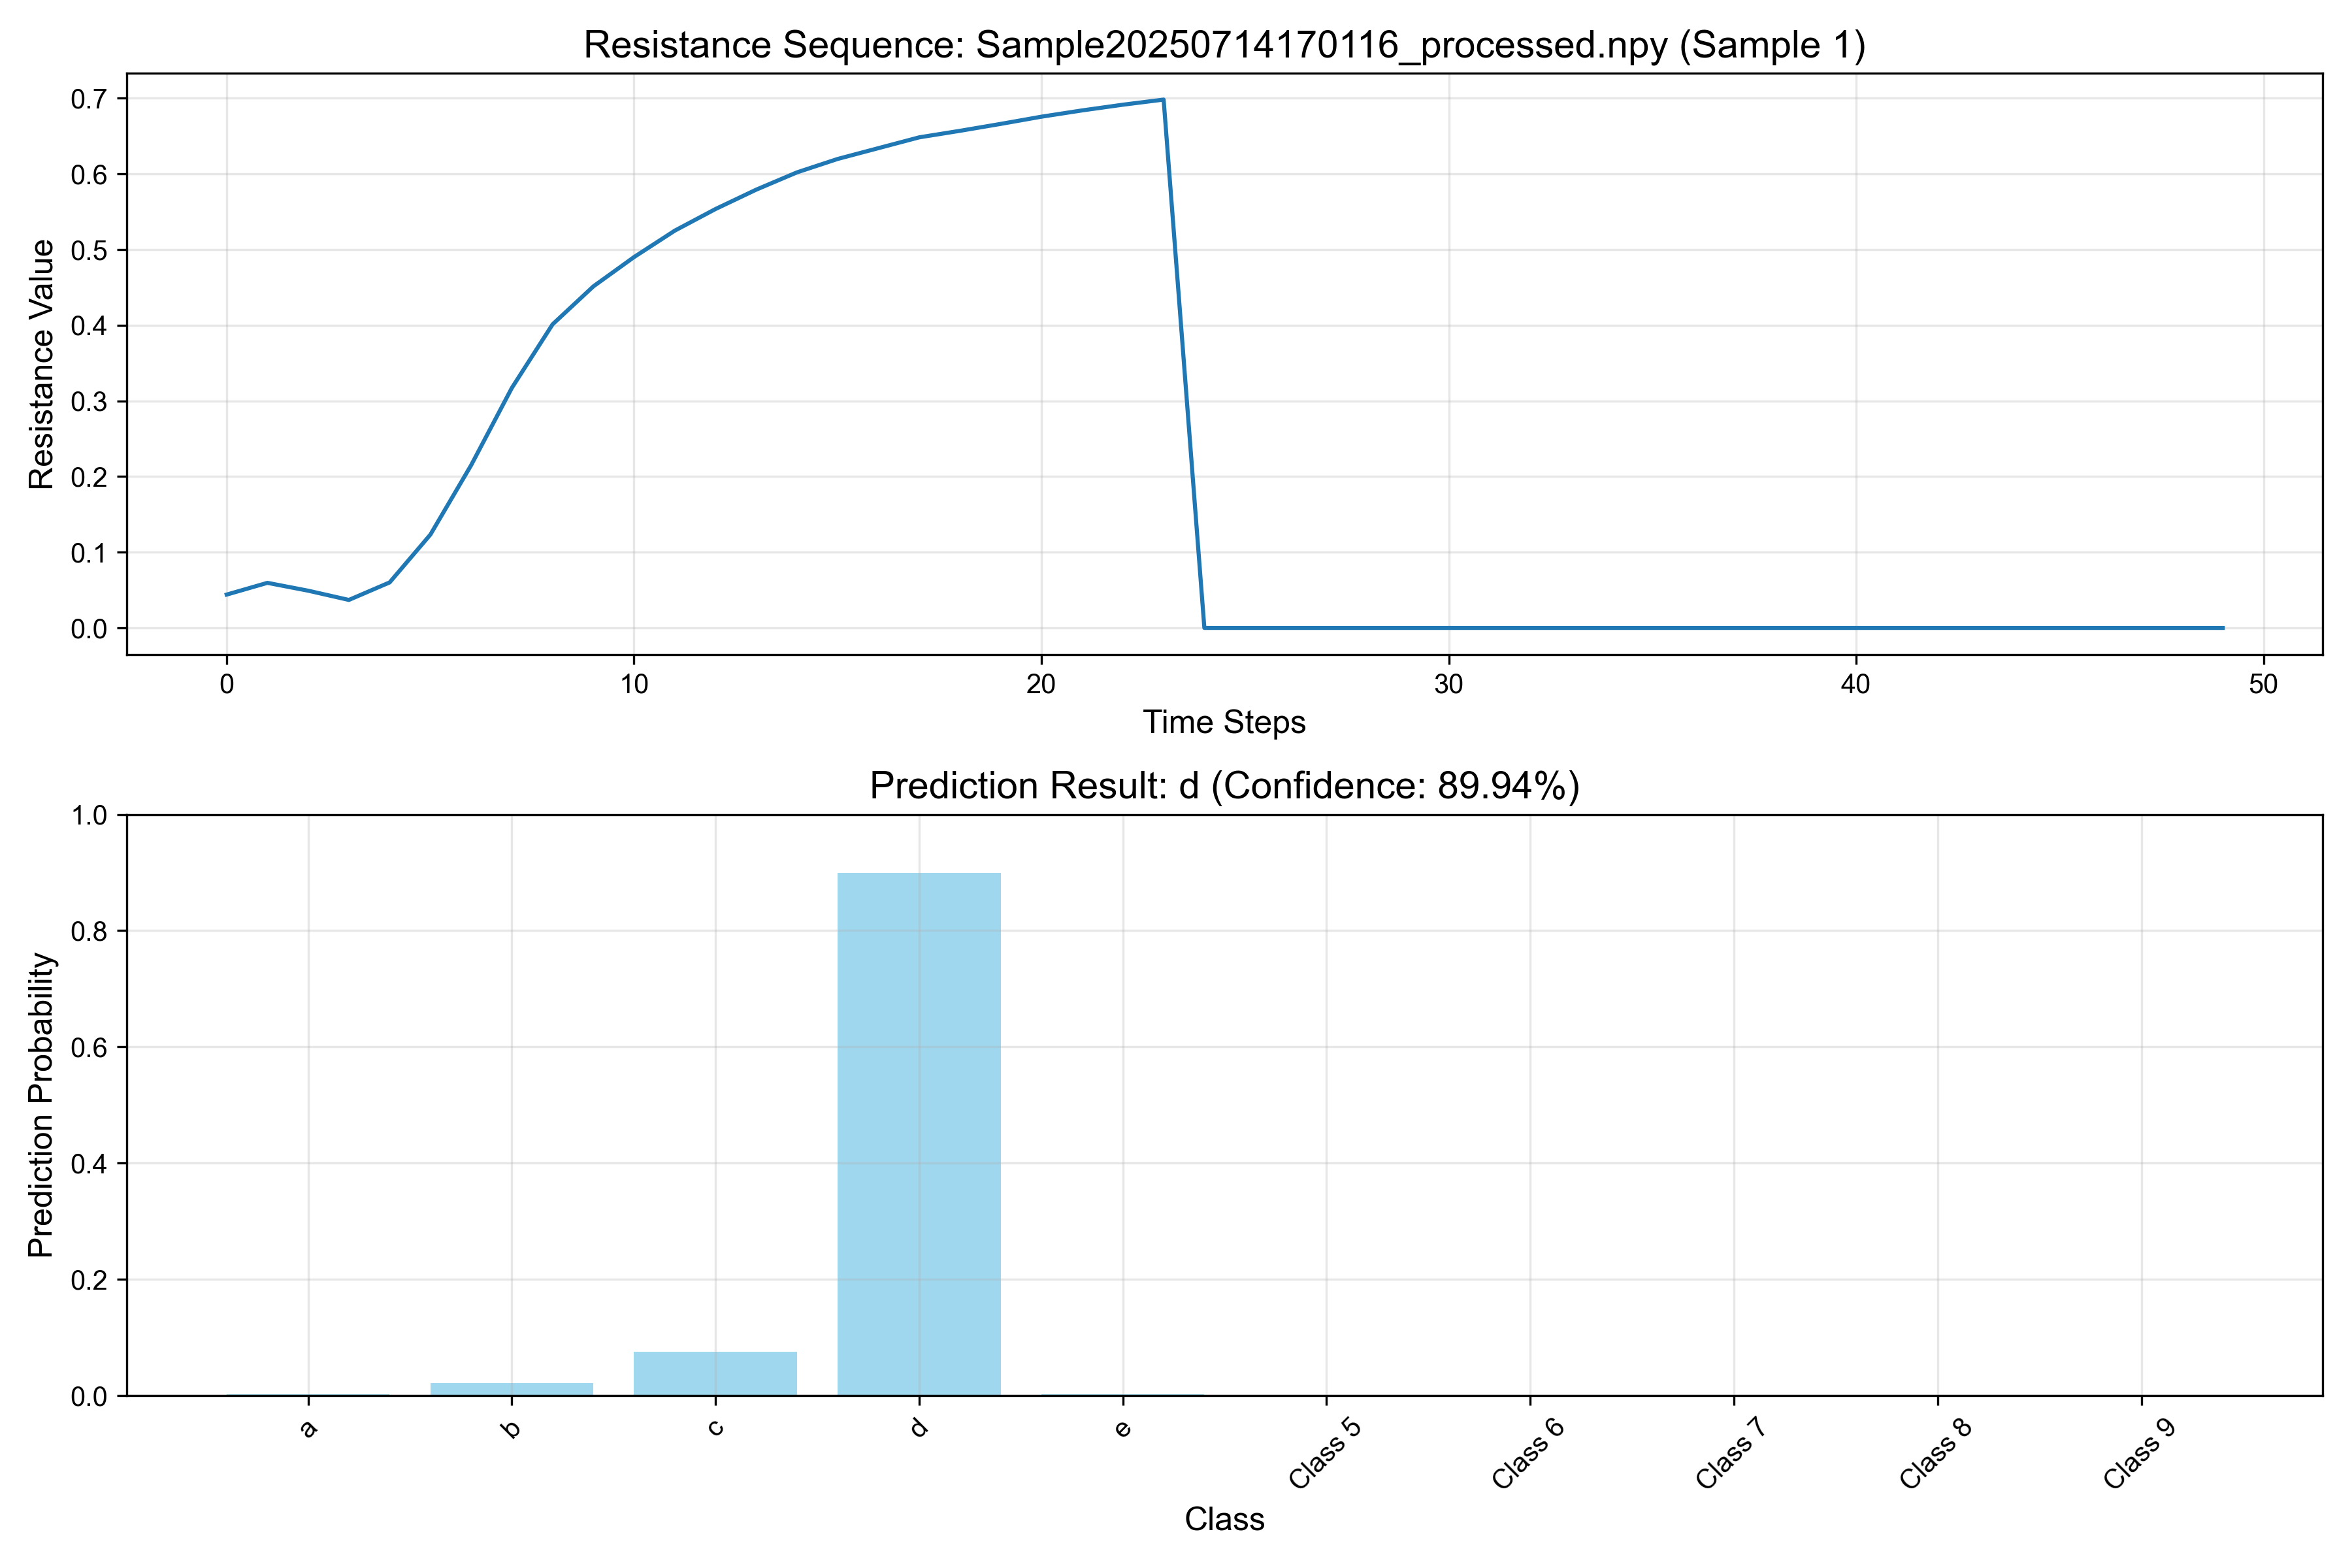 Resistance Sequence: Sample20250714170116_processed.npy (Sample 1)
Resistance Value
0.7
0.6
0.5
0.4
0.3
0.2
0.1
0.0
0 10 20 30 40 50
Time Steps
Prediction Result: d (Confidence: 89.94%)
Prediction Probability
1.0
0.8
0.6
0.4
0.2
0.0
a b c d e Class 5 Class 6 Class 7 Class 8 Class 9
Class